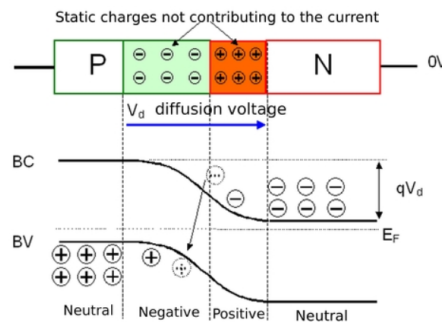 Static charges not contributing to the current
P
N
0V
V_d diffusion voltage
BC
qV_d
E_F
BV
Neutral
Negative
Positive
Neutral